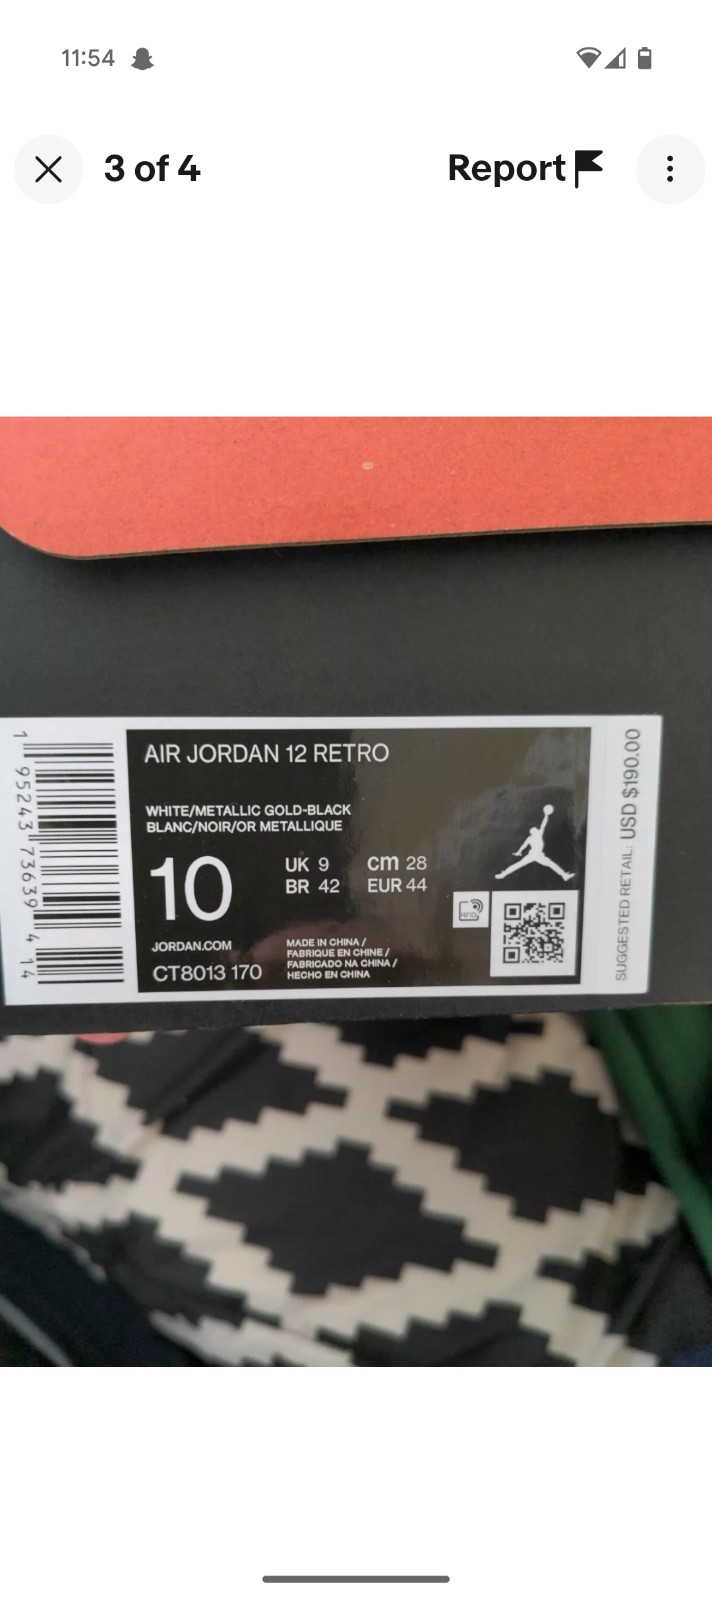 11:54
3 of 4
Report
AIR JORDAN 12 RETRO
WHITE/METALLIC GOLD-BLACK
BLANC/NOIR/OR METALLIQUE
10
UK 9
cm 28
BR 42
EUR 44
RFID
JORDAN.COM
CT8013 170
MADE IN CHINA /
FABRIQUE EN CHINE /
FABRICADO NA CHINA /
HECHO EN CHINA
1 95243 73639 4 14
SUGGESTED RETAIL: USD $190.00